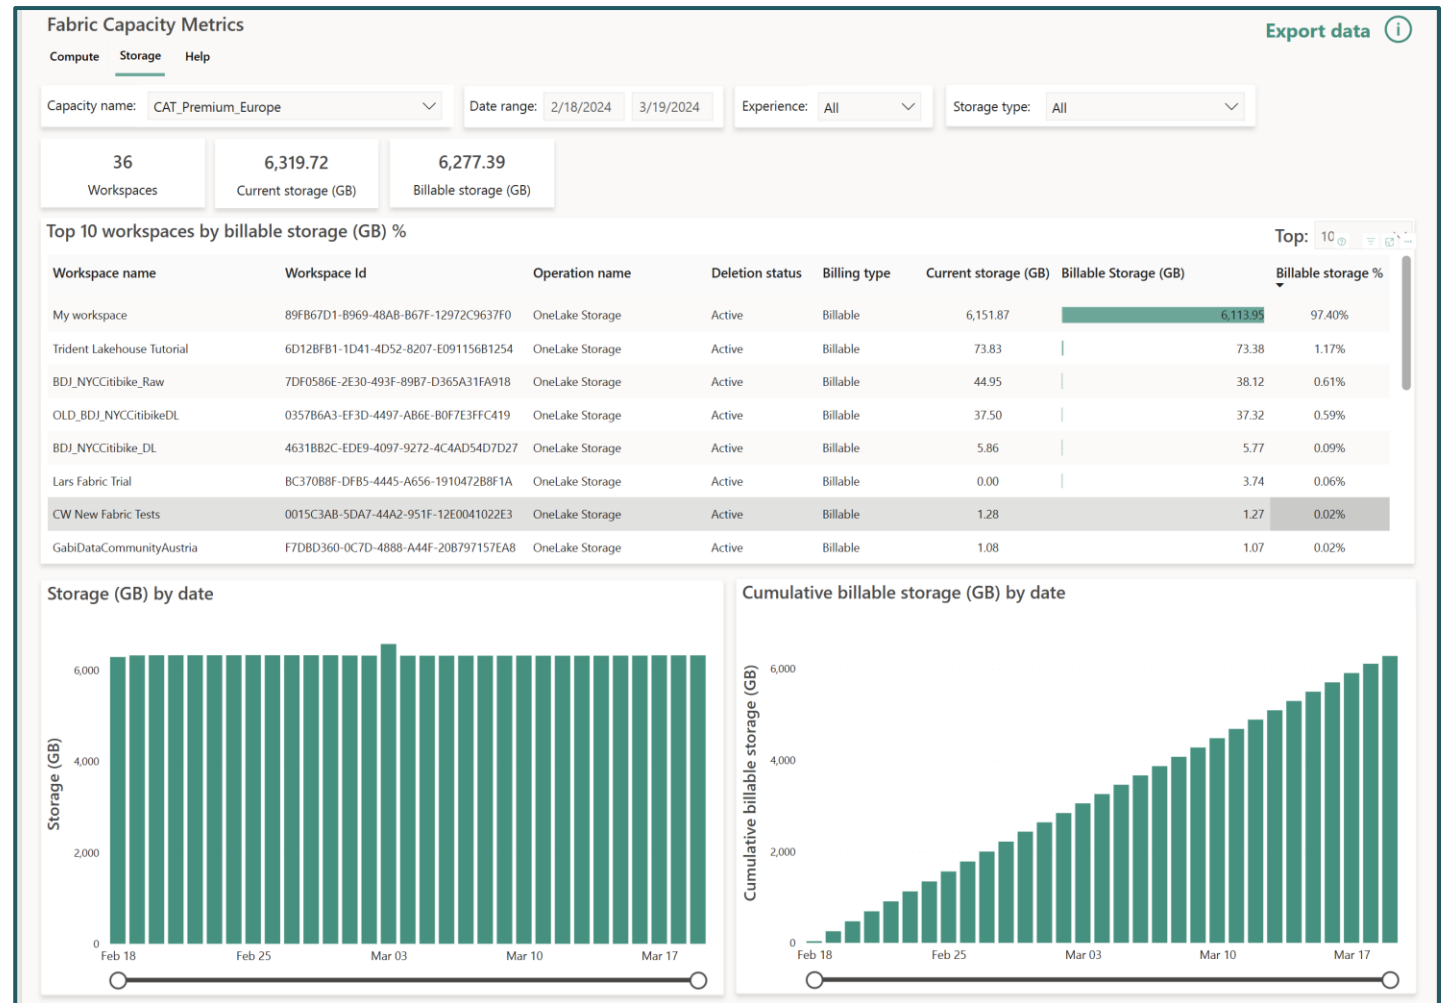 Fabric Capacity Metrics
Export data
Compute Storage Help
Capacity name: CAT_Premium_Europe Date range: 2/18/2024 3/19/2024 Experience: All Storage type: All
36 6,319.72 6,277.39
Workspaces Current storage (GB) Billable storage (GB)
Top 10 workspaces by billable storage (GB) % Top: 10
Workspace name Workspace Id Operation name Deletion status Billing type Current storage (GB) Billable Storage (GB) Billable storage %
My workspace 89FB67D1-B969-48AB-B67F-12972C9637F0 OneLake Storage Active Billable 6,151.87 6,113.95 97.40%
Trident Lakehouse Tutorial 6D12BFB1-1D41-4D52-8207-E091156B1254 OneLake Storage Active Billable 73.83 73.38 1.17%
BDJ_NYCCitibike_Raw 7DF0586E-2E30-493F-89B7-D365A31FA918 OneLake Storage Active Billable 44.95 38.12 0.61%
OLD_BDJ_NYCCitibikeDL 0357B6A3-EF3D-4497-AB6E-B0F7E3FFC419 OneLake Storage Active Billable 37.50 37.32 0.59%
BDJ_NYCCitibike_DL 4631BB2C-EDE9-4097-9272-4C4AD54D7D27 OneLake Storage Active Billable 5.86 5.77 0.09%
Lars Fabric Trial BC370B8F-DFB5-4445-A656-1910472B8F1A OneLake Storage Active Billable 0.00 3.74 0.06%
CW New Fabric Tests 0015C3AB-5DA7-44A2-951F-12E0041022E3 OneLake Storage Active Billable 1.28 1.27 0.02%
GabiDataCommunityAustria F7DBD360-0C7D-4888-A44F-20B797157EA8 OneLake Storage Active Billable 1.08 1.07 0.02%
Storage (GB) by date
Storage (GB)
6,000
4,000
2,000
0
Feb 18 Feb 25 Mar 03 Mar 10 Mar 17
Cumulative billable storage (GB) by date
Cumulative billable storage (GB)
6,000
4,000
2,000
0
Feb 18 Feb 25 Mar 03 Mar 10 Mar 17